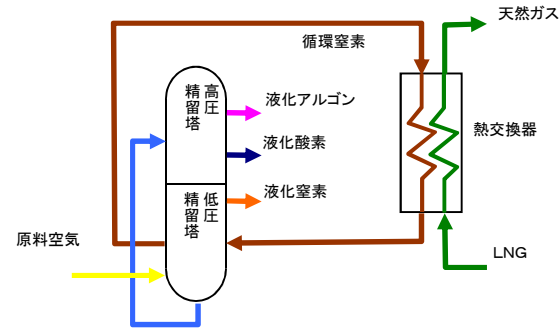 天然ガス
循環窒素
高圧
精留塔
液化アルゴン
液化酸素
熱交換器
液化窒素
低圧
精留塔
原料空気
LNG